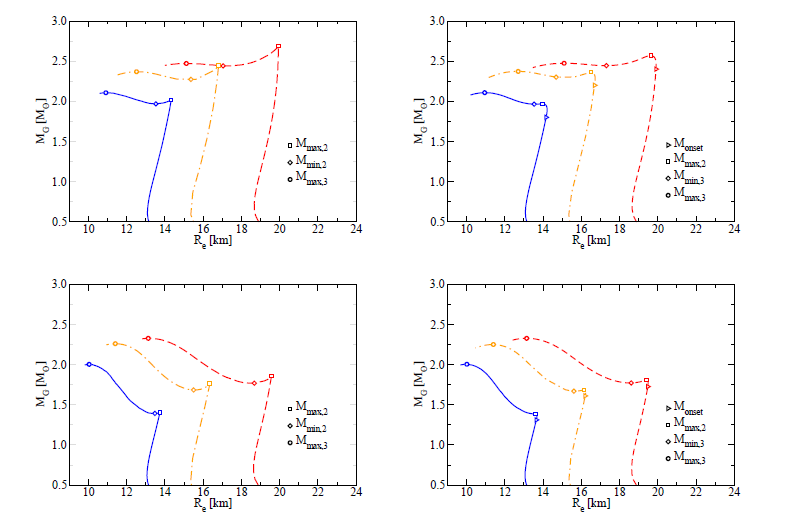 3.0 3.0
2.5 2.5
2.0 2.0
M_G [M_O] M_G [M_O]
1.5 M_max,2 1.5 M_onset
M_min,2 M_max,2
1.0 M_max,3 1.0 M_min,3
M_max,3
0.5 0.5
10 12 14 16 18 20 22 24 10 12 14 16 18 20 22 24
R_e [km] R_e [km]
3.0 3.0
2.5 2.5
2.0 2.0
M_G [M_O] M_G [M_O]
1.5 M_max,2 1.5 M_onset
M_min,2 M_max,2
1.0 M_max,3 1.0 M_min,3
M_max,3
0.5 0.5
10 12 14 16 18 20 22 24 10 12 14 16 18 20 22 24
R_e [km] R_e [km]